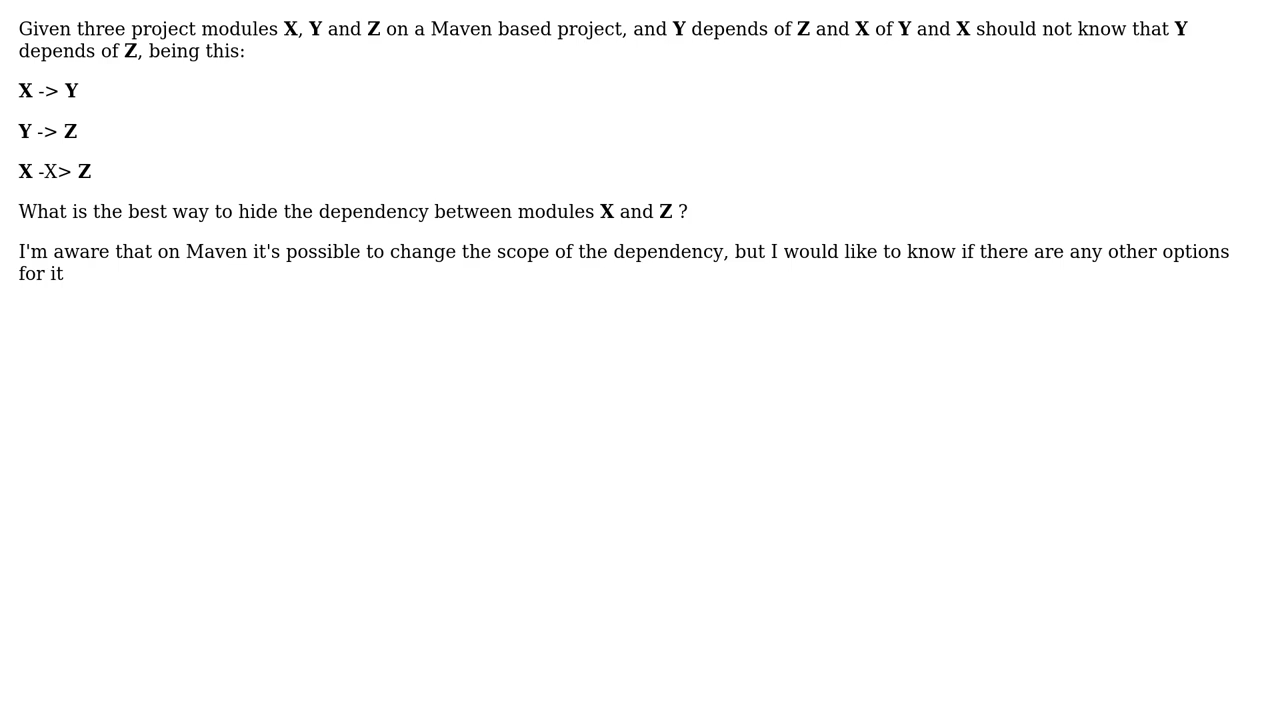 Given three project modules X, Y and Z on a Maven based project, and Y depends of Z and X of Y and X should not know that Y
depends of Z, being this:
X -> Y
Y -> Z
X -X> Z
What is the best way to hide the dependency between modules X and Z ?
I'm aware that on Maven it's possible to change the scope of the dependency, but I would like to know if there are any other options
for it